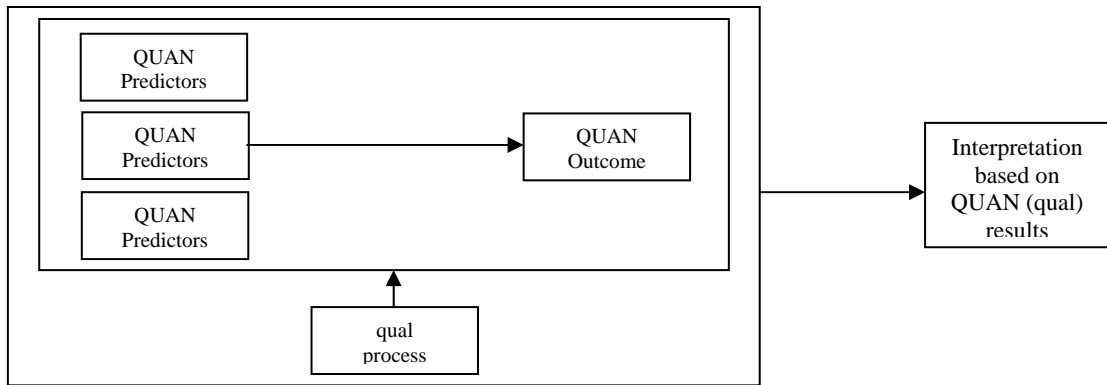 QUAN
Predictors
QUAN
Predictors
QUAN
Outcome
QUAN
Predictors
qual
process
Interpretation
based on
QUAN (qual)
results